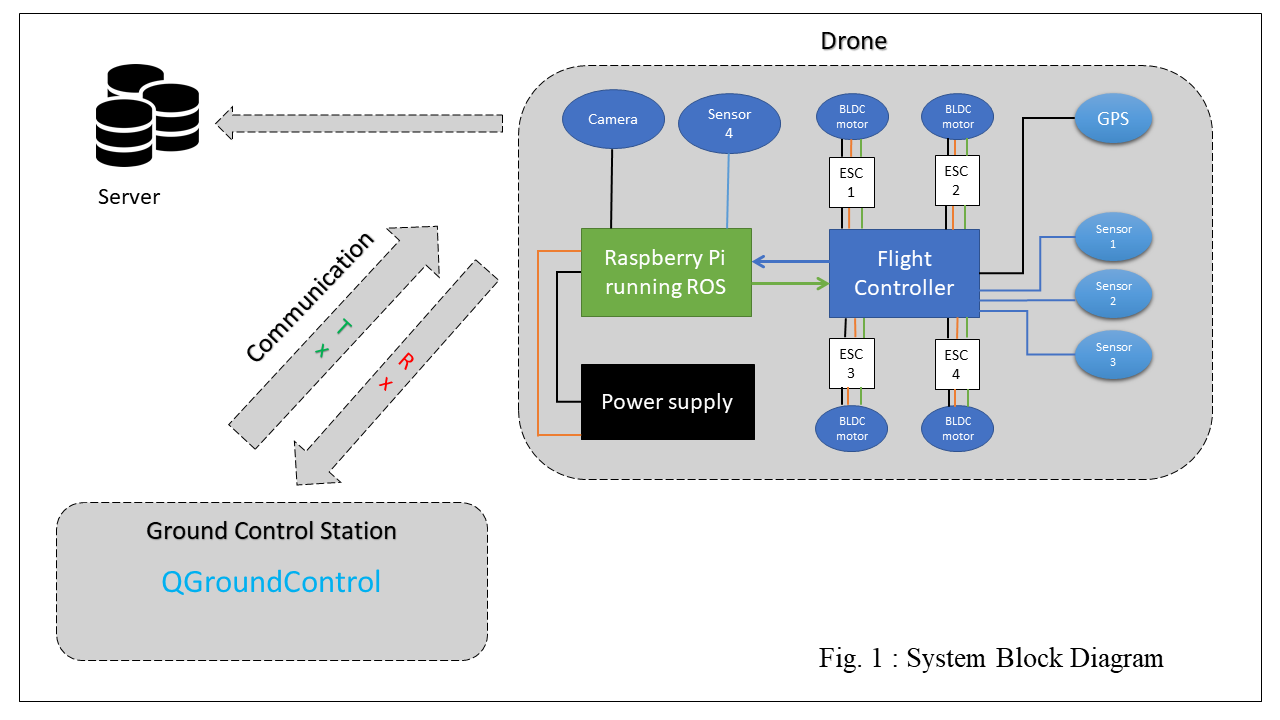 Drone
Server
Camera
Sensor
4
BLDC
motor
BLDC
motor
GPS
ESC
1
ESC
2
Sensor
1
Sensor
2
Sensor
3
Raspberry Pi
running ROS
Flight
Controller
Power supply
ESC
3
ESC
4
BLDC
motor
BLDC
motor
Communication
Tx
Rx
Ground Control Station
QGroundControl
Fig. 1 : System Block Diagram